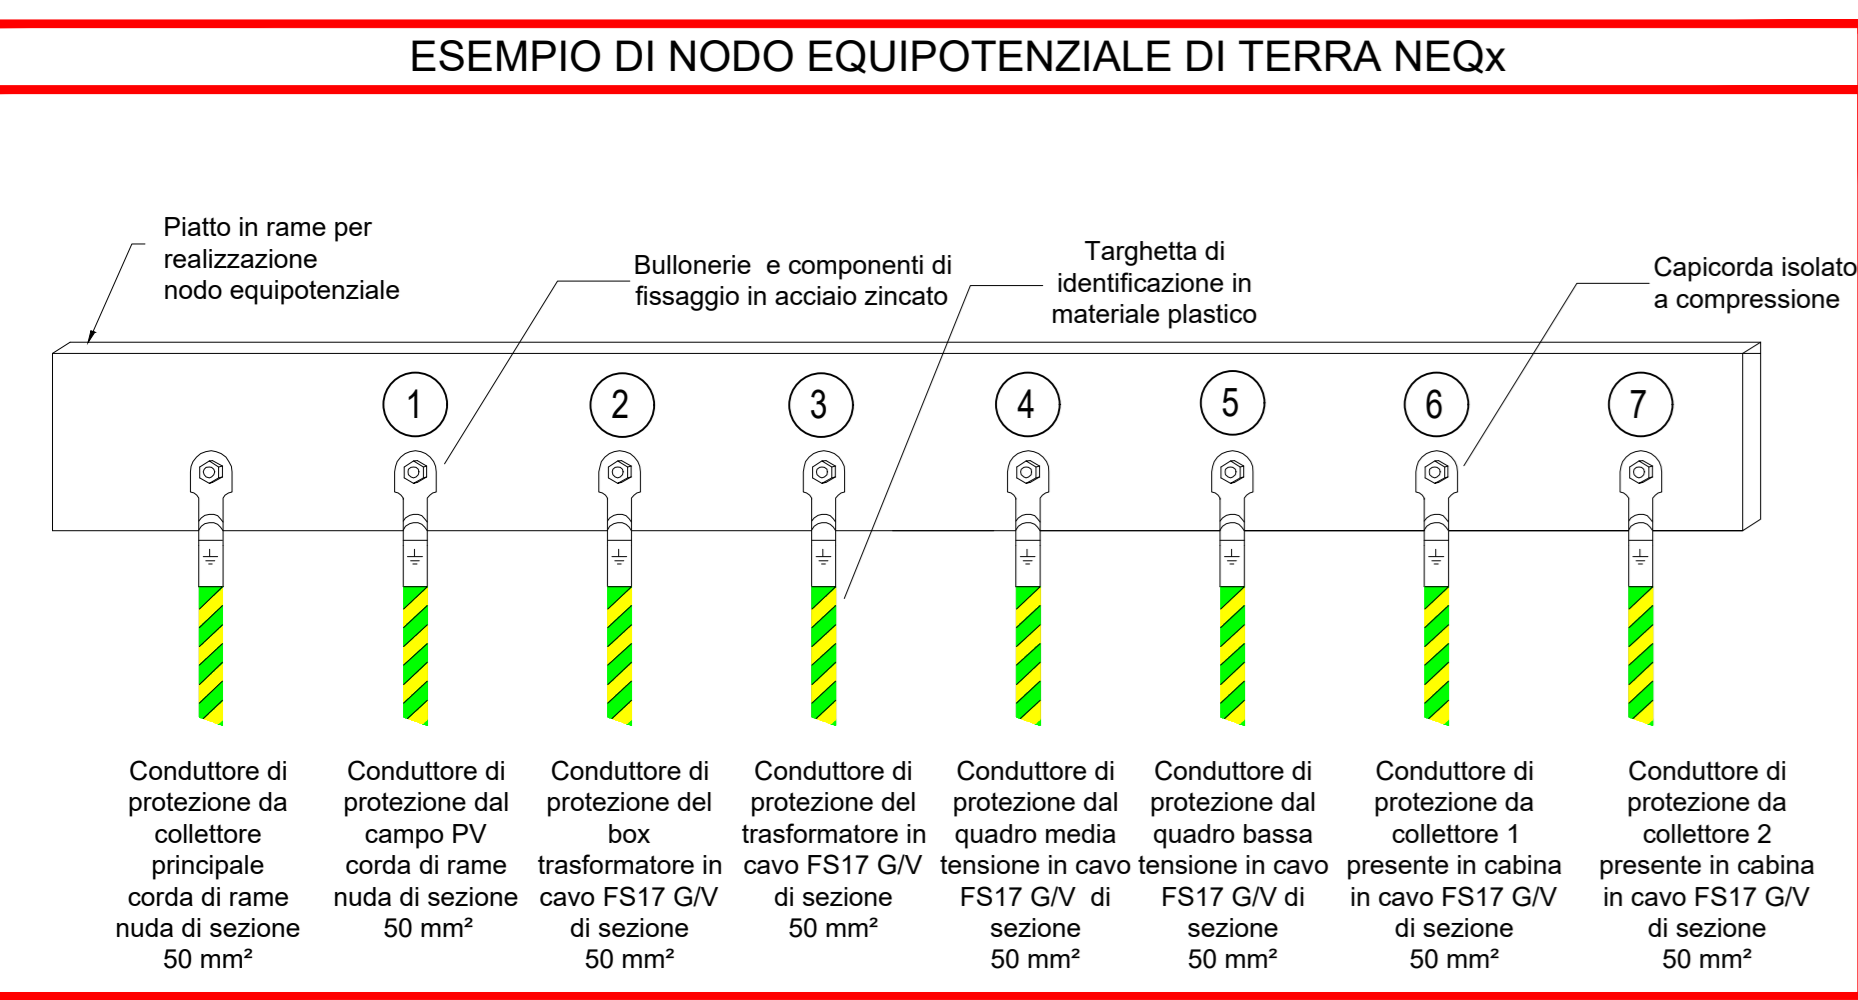 ESEMPIO DI NODO EQUIPOTENZIALE DI TERRA NEQx
Piatto in rame per
realizzazione
nodo equipotenziale
Bullonerie e componenti di
fissaggio in acciaio zincato
Targhetta di
identificazione in
materiale plastico
Capicorda isolato
a compressione
1
2
3
4
5
6
7
Conduttore di
protezione da
collettore
principale
corda di rame
nuda di sezione
50 mm²
Conduttore di
protezione dal
campo PV
corda di rame
nuda di sezione
50 mm²
Conduttore di
protezione del
box
trasformatore in
cavo FS17 G/V
di sezione
50 mm²
Conduttore di
protezione del
trasformatore in
cavo FS17 G/V
di sezione
50 mm²
Conduttore di
protezione dal
quadro media
tensione in cavo
FS17 G/V di
sezione
50 mm²
Conduttore di
protezione dal
quadro bassa
tensione in cavo
FS17 G/V di
sezione
50 mm²
Conduttore di
protezione da
collettore 1
presente in cabina
in cavo FS17 G/V
di sezione
50 mm²
Conduttore di
protezione da
collettore 2
presente in cabina
in cavo FS17 G/V
di sezione
50 mm²